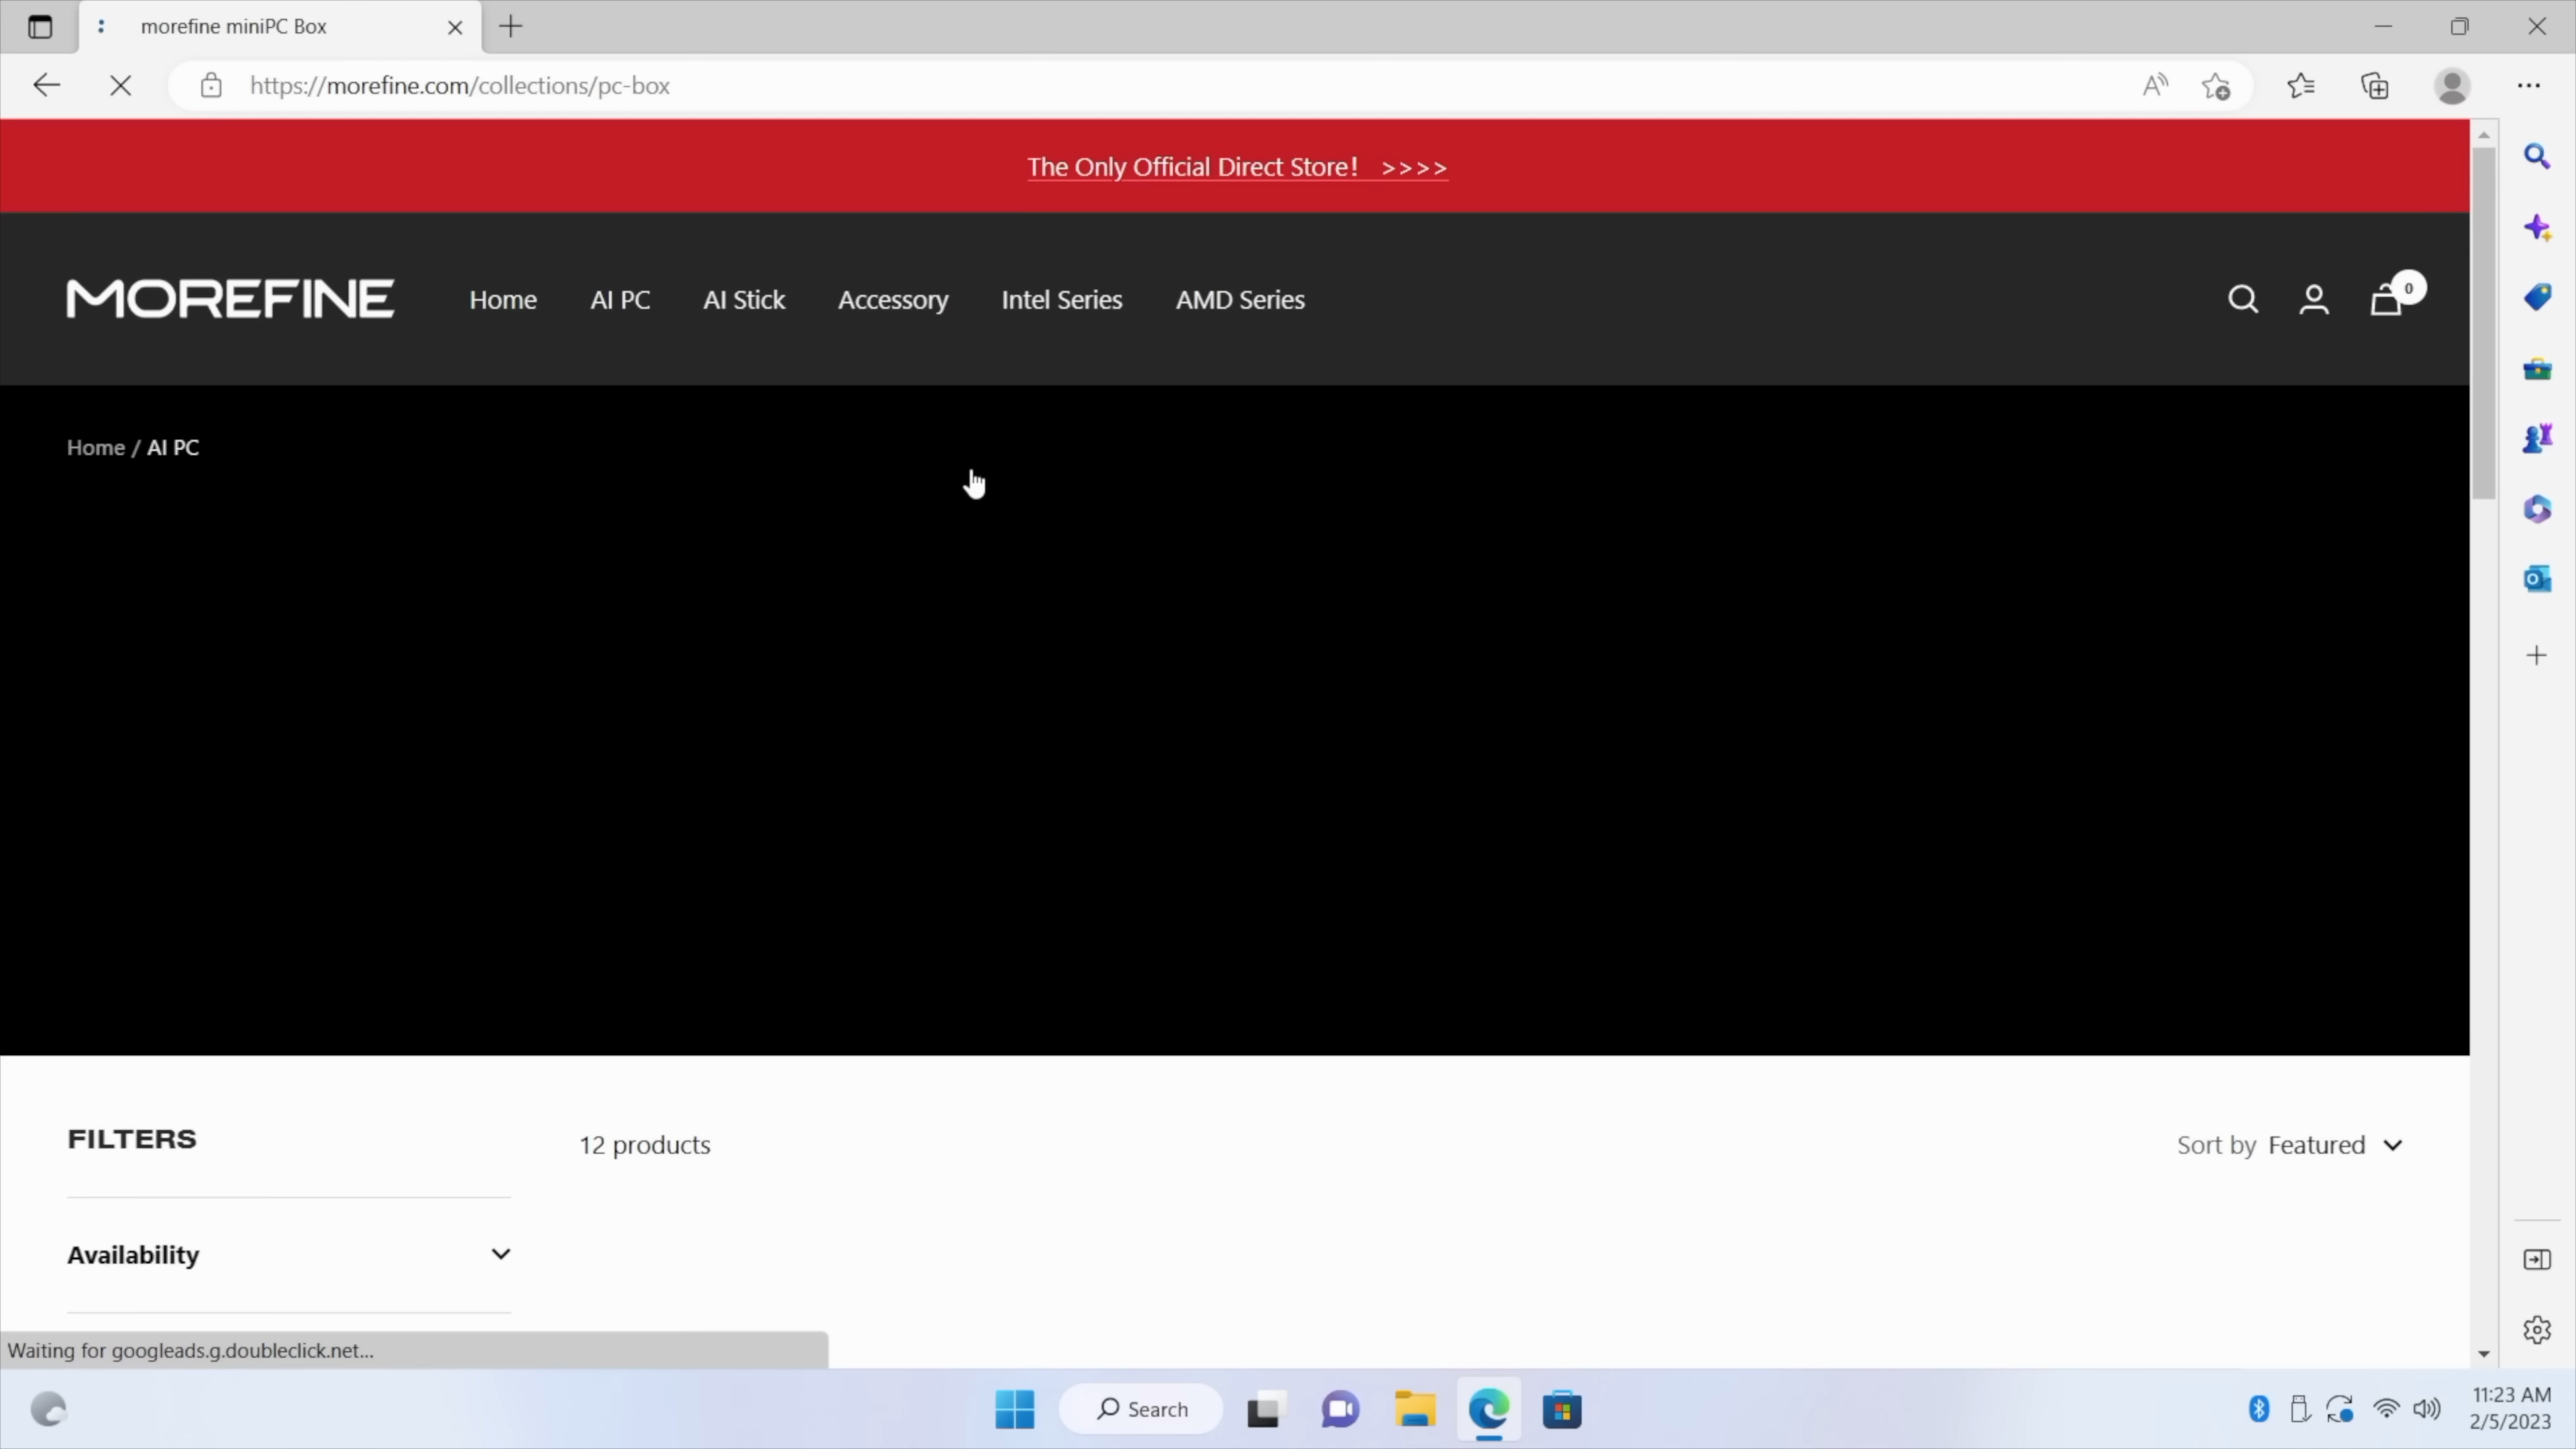 morefine miniPC Box
https://morefine.com/collections/pc-box
The Only Official Direct Store! >>>>
MOREFINE Home AI PC AI Stick Accessory Intel Series AMD Series 0
Home / AI PC
FILTERS 12 products Sort by Featured
Availability
Waiting for googleads.g.doubleclick.net...
Search
11:23 AM
2/5/2023